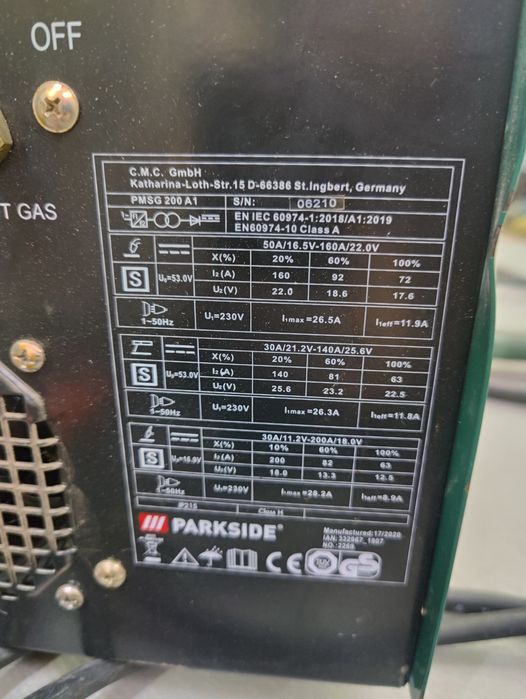 OFF
T GAS
C.M.C. GmbH
Katharina-Loth-Str.15 D-66386 St.Ingbert, Germany
PMSG 200 A1 S/N: 06210
EN IEC 60974-1:2018/A1:2019
EN60974-10 Class A
50A/16.5V-160A/22.0V
X(%) 20% 60% 100%
S U₀=53.0V I₂(A) 160 92 72
U₂(V) 22.0 18.6 17.6
1~50Hz U₁=230V I₁max=26.5A I₁eff=11.9A
30A/21.2V-140A/25.6V
X(%) 20% 60% 100%
S U₀=53.0V I₂(A) 140 81 63
U₂(V) 25.6 23.2 22.5
1~50Hz U₁=230V I₁max=26.3A I₁eff=11.8A
30A/11.2V-200A/18.0V
X(%) 10% 60% 100%
S I₂(A) 200 82 63
U₂(V) 18.0 13.3 12.5
1~50Hz U₁=230V I₁max=28.2A I₁eff=8.9A
IP21S Class H
PARKSIDE®
Manufactured:17/2020
IAN: 332967_1907
NO.: 2268
CE TÜV GS